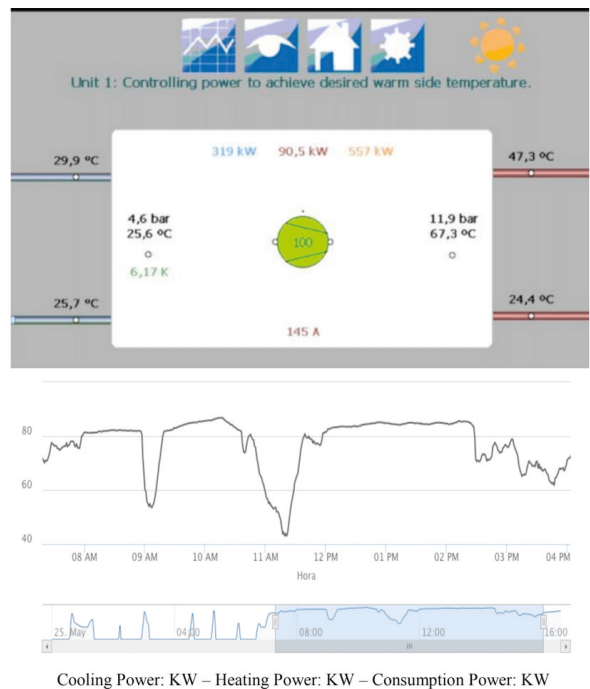 Unit 1: Controlling power to achieve desired warm side temperature.
319 kW 90,5 kW 557 kW
29,9 ºC
47,3 ºC
4,6 bar
25,6 ºC
6,17 K
100
11,9 bar
67,3 ºC
25,7 ºC
24,4 ºC
145 A
80
60
40
08 AM 09 AM 10 AM 11 AM 12 PM 01 PM 02 PM 03 PM 04 PM
Hora
25. May 04:00 08:00 12:00 16:00
Cooling Power: KW – Heating Power: KW – Consumption Power: KW